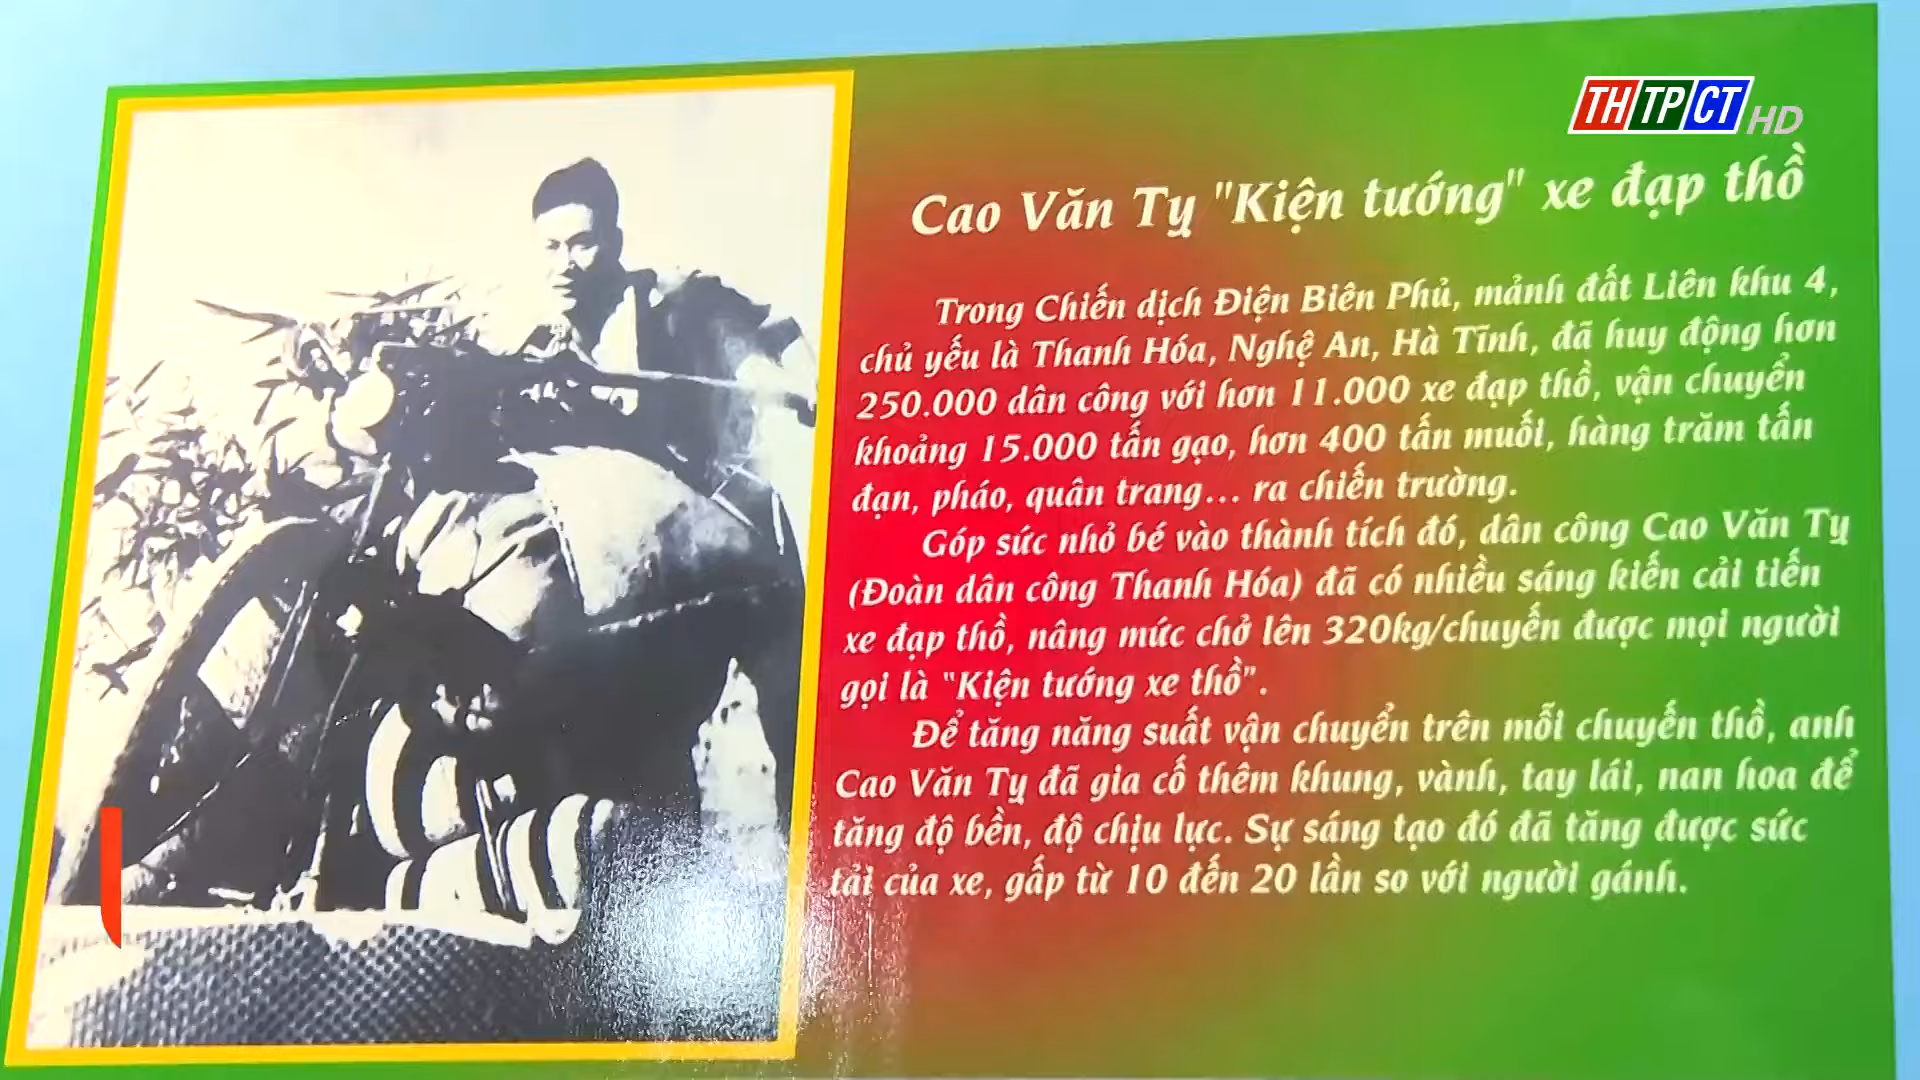 THTPCT HD
Cao Văn Tỵ "Kiện tướng" xe đạp thồ
Trong Chiến dịch Điện Biên Phủ, mảnh đất Liên khu 4,
chủ yếu là Thanh Hóa, Nghệ An, Hà Tĩnh, đã huy động hơn
250.000 dân công với hơn 11.000 xe đạp thồ, vận chuyển
khoảng 15.000 tấn gạo, hơn 400 tấn muối, hàng trăm tấn
đạn, pháo, quân trang... ra chiến trường.
Góp sức nhỏ bé vào thành tích đó, dân công Cao Văn Tỵ
(Đoàn dân công Thanh Hóa) đã có nhiều sáng kiến cải tiến
xe đạp thồ, nâng mức chở lên 320kg/chuyến được mọi người
gọi là "Kiện tướng xe thồ".
Để tăng năng suất vận chuyển trên mỗi chuyến thồ, anh
Cao Văn Tỵ đã gia cố thêm khung, vành, tay lái, nan hoa để
tăng độ bền, độ chịu lực. Sự sáng tạo đó đã tăng được sức
tải của xe, gấp từ 10 đến 20 lần so với người gánh.